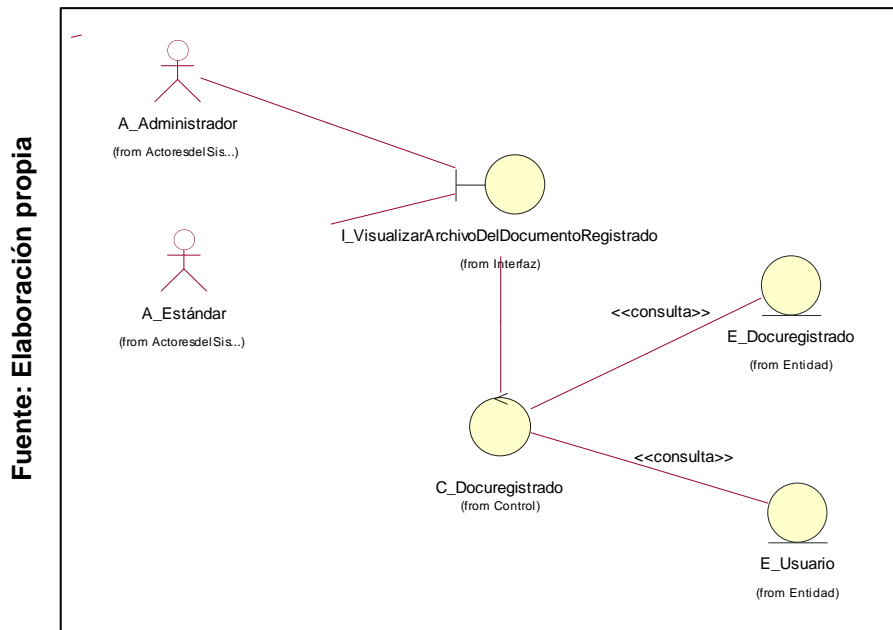 Fuente: Elaboración propia
A_Administrador
(from ActoresdelSis...)
A_Estándar
(from ActoresdelSis...)
I_VisualizarArchivoDelDocumentoRegistrado
(from Interfaz)
<<consulta>>
E_Docuregistrado
(from Entidad)
C_Docuregistrado
(from Control)
<<consulta>>
E_Usuario
(from Entidad)